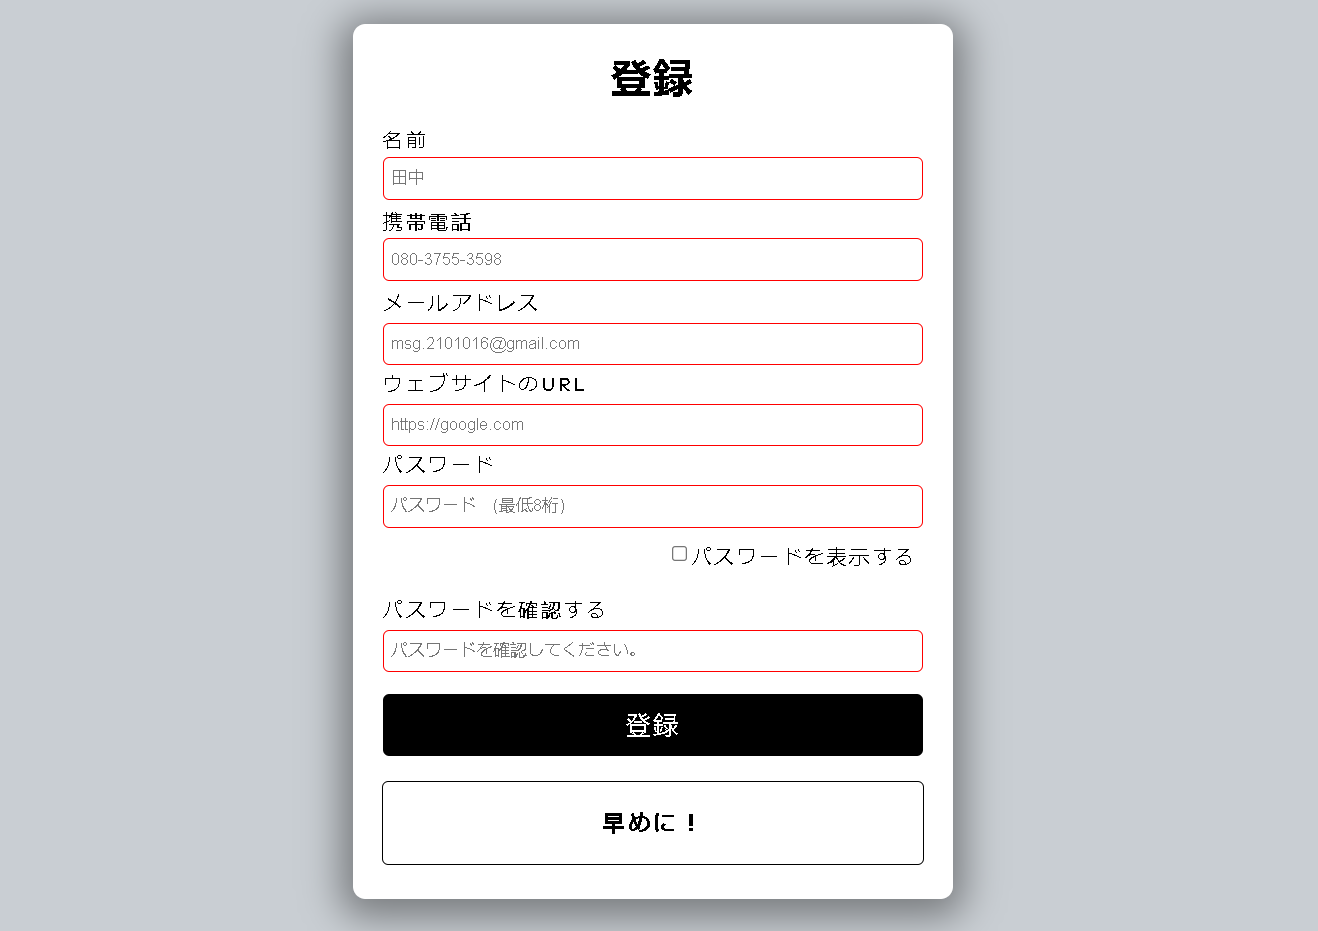 登録
名前
田中
携帯電話
080-3755-3598
メールアドレス
msg.2101016@gmail.com
ウェブサイトのURL
https://google.com
パスワード
パスワード　(最低8桁)
パスワードを表示する
パスワードを確認する
パスワードを確認してください。
登録
早めに！